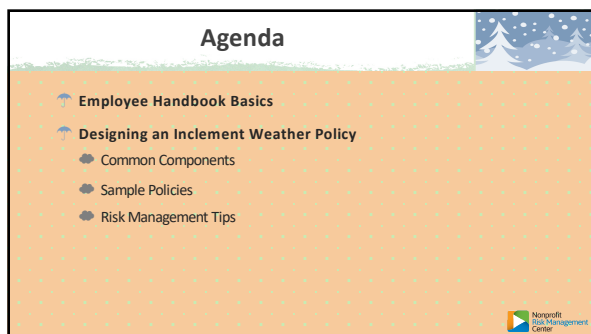 Agenda
Employee Handbook Basics
Designing an Inclement Weather Policy
Common Components
Sample Policies
Risk Management Tips
Nonprofit
Risk Management
Center